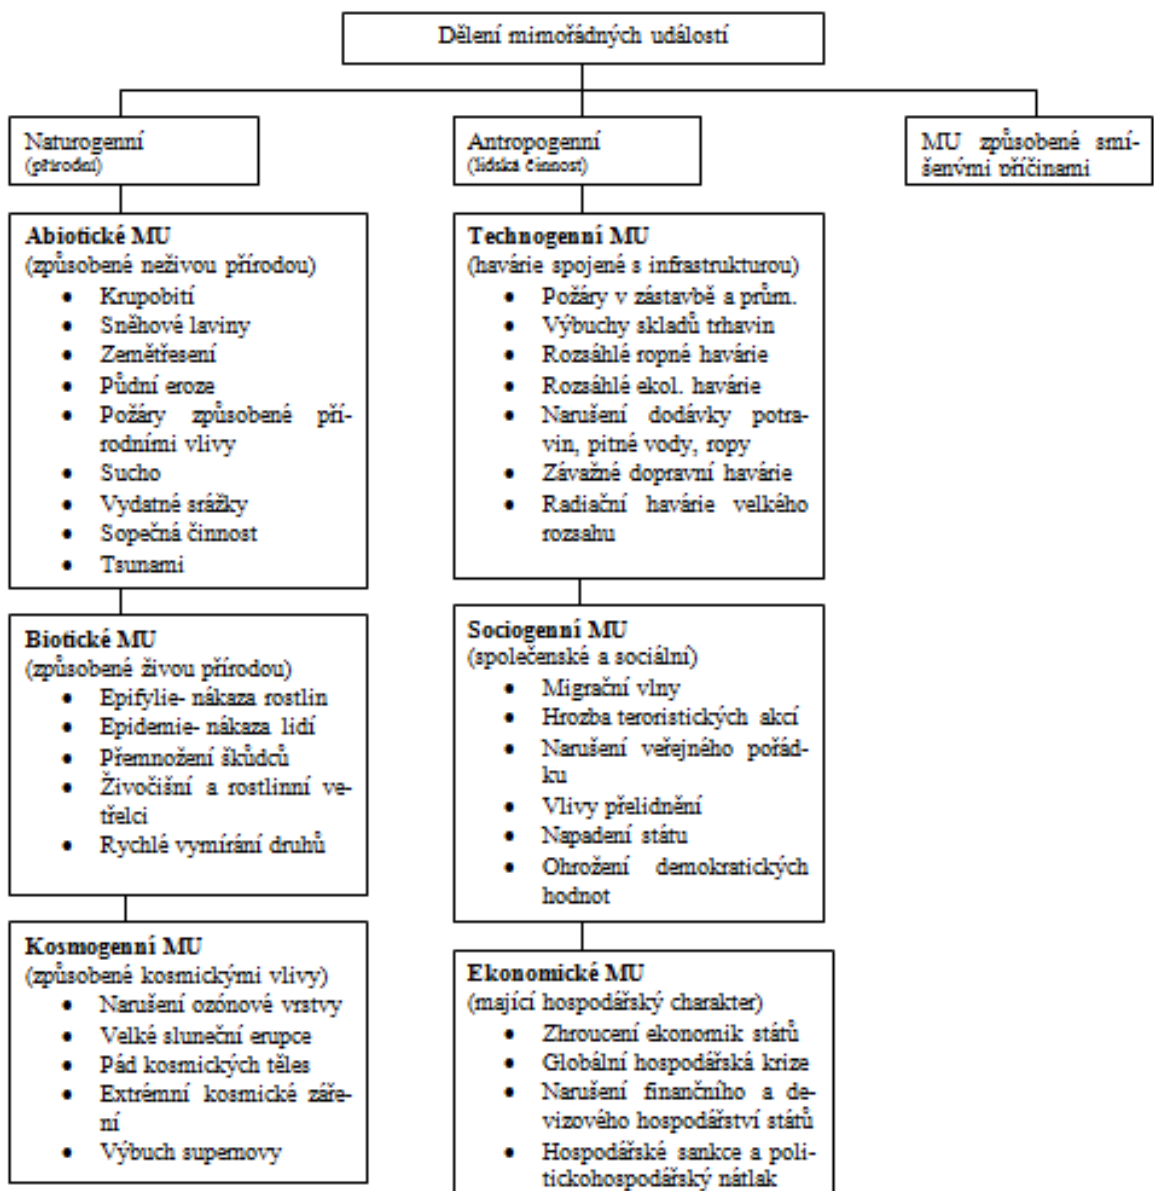 Dělení mimořádných událostí
Naturogenní
(přírodní)
Antropogenní
(lidská činnost)
MU způsobené smí-
šenými příčinami
Abiotické MU
(způsobené neživou přírodou)
• Krupobití
• Sněhové laviny
• Zemětřesení
• Půdní eroze
• Požáry způsobené pří-
rodními vlivy
• Sucho
• Vydatné srážky
• Sopečná činnost
• Tsunami
Biotické MU
(způsobené živou přírodou)
• Epifylie- nákaza rostlin
• Epidemie- nákaza lidí
• Přemnožení škůdců
• Živočišní a rostlinní ve-
třelci
• Rychlé vymírání druhů
Kosmogenní MU
(způsobené kosmickými vlivy)
• Narušení ozónové vrstvy
• Velké sluneční erupce
• Pád kosmických těles
• Extrémní kosmické záře-
ní
• Výbuch supernovy
Technogenní MU
(havárie spojené s infrastrukturou)
• Požáry v zástavbě a prům.
• Výbuchy skladů trhavin
• Rozsáhlé ropné havárie
• Rozsáhlé ekol. havárie
• Narušení dodávky potra-
vin, pitné vody, ropy
• Závažné dopravní havárie
• Radiační havárie velkého
rozsahu
Sociogenní MU
(společenské a sociální)
• Migrační vlny
• Hrozba teroristických akcí
• Narušení veřejného pořád-
ku
• Vlivy přelidnění
• Napadení státu
• Ohrožení demokratických
hodnot
Ekonomické MU
(mající hospodářský charakter)
• Zhroucení ekonomik států
• Globální hospodářská krize
• Narušení finančního a de-
vizového hospodářství států
• Hospodářské sankce a poli-
tickohospodářský nátlak